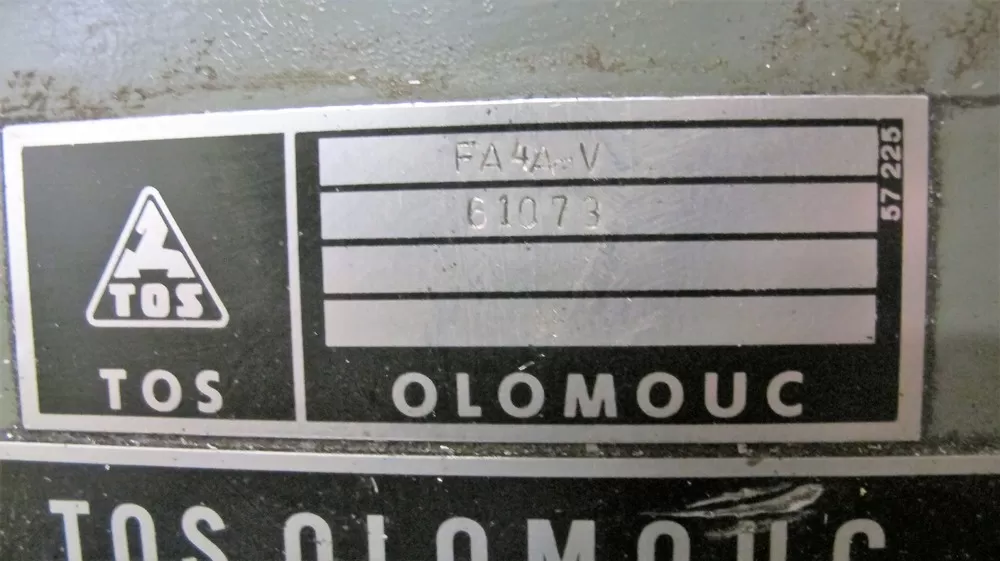 FA4A-V
61073
57 225
TOS
TOS
OLOMOUC
TOS OLOMOUC